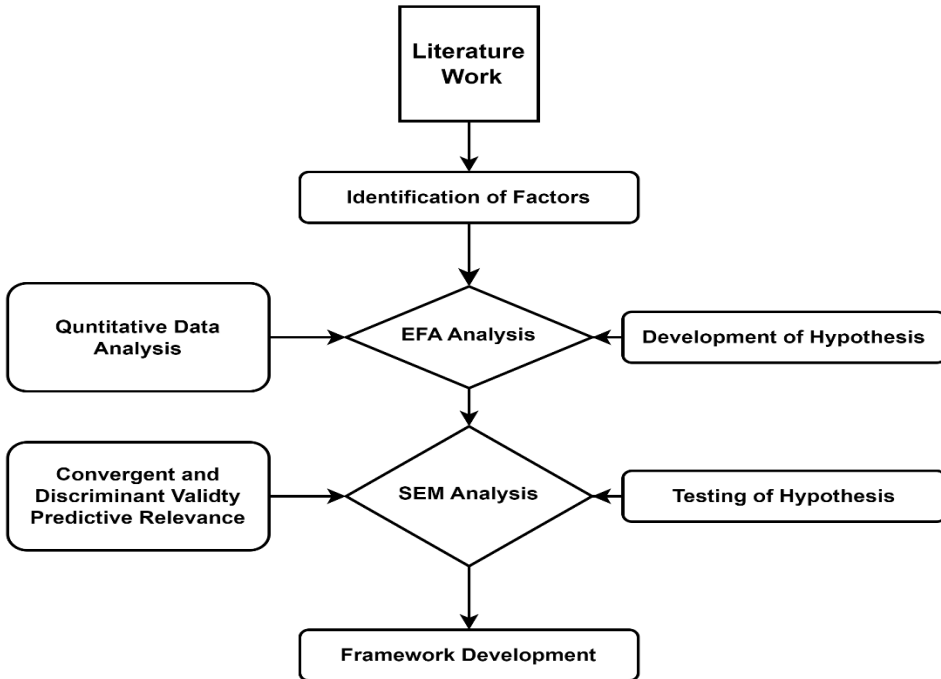 Literature
Work
Identification of Factors
Quntitative Data
Analysis
EFA Analysis
Development of Hypothesis
Convergent and
Discriminant Validty
Predictive Relevance
SEM Analysis
Testing of Hypothesis
Framework Development